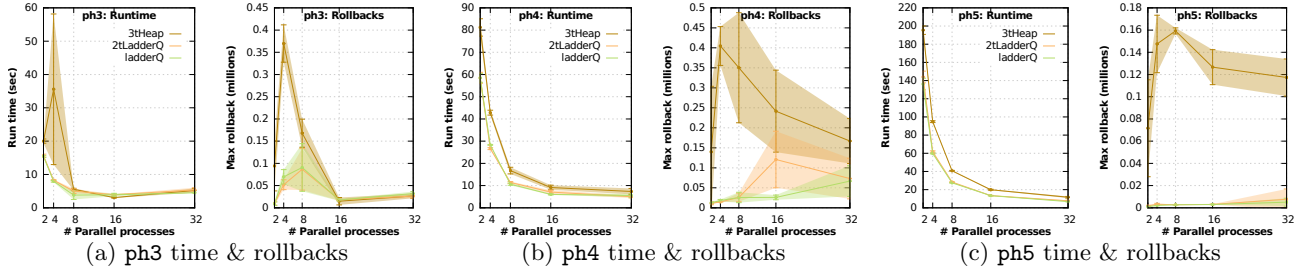 ph3: Runtime
3tHeap
2tLadderQ
ladderQ
Run time (sec)
60
50
40
30
20
10
0
2 4 8 16 32
# Parallel processes
ph3: Rollbacks
Max rollback (millions)
0.45
0.4
0.35
0.3
0.25
0.2
0.15
0.1
0.05
0
2 4 8 16 32
# Parallel processes
(a) ph3 time & rollbacks
ph4: Runtime
3tHeap
2tLadderQ
ladderQ
Run time (sec)
90
80
70
60
50
40
30
20
10
0
2 4 8 16 32
# Parallel processes
ph4: Rollbacks
Max rollback (millions)
0.5
0.45
0.4
0.35
0.3
0.25
0.2
0.15
0.1
0.05
0
2 4 8 16 32
# Parallel processes
(b) ph4 time & rollbacks
ph5: Runtime
3tHeap
2tLadderQ
ladderQ
Run time (sec)
220
200
180
160
140
120
100
80
60
40
20
0
2 4 8 16 32
# Parallel processes
ph5: Rollbacks
Max rollback (millions)
0.18
0.16
0.14
0.12
0.1
0.08
0.06
0.04
0.02
0
2 4 8 16 32
# Parallel processes
(c) ph5 time & rollbacks